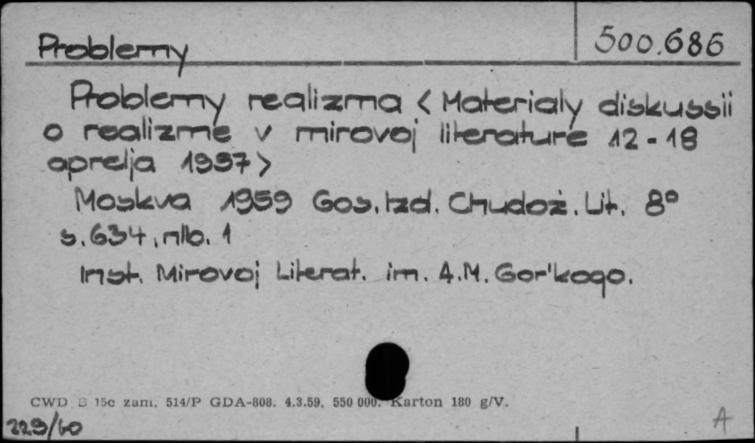 Problemy
500.686
Problemy realizma < Materialy diskussii
o realizme v mirovoj literature 12-18
aprelja 1957>
Moskva 1959 Gos. Izd. Chudož. Lit. 8°
s. 634, nlb. 1
Inst. Mirovoj Literat. im. A.M. Gor'kogo.
CWD B 15c zam. 514/P GDA-808. 4.3.59. 550 000. Karton 180 g/V.
229/60
A